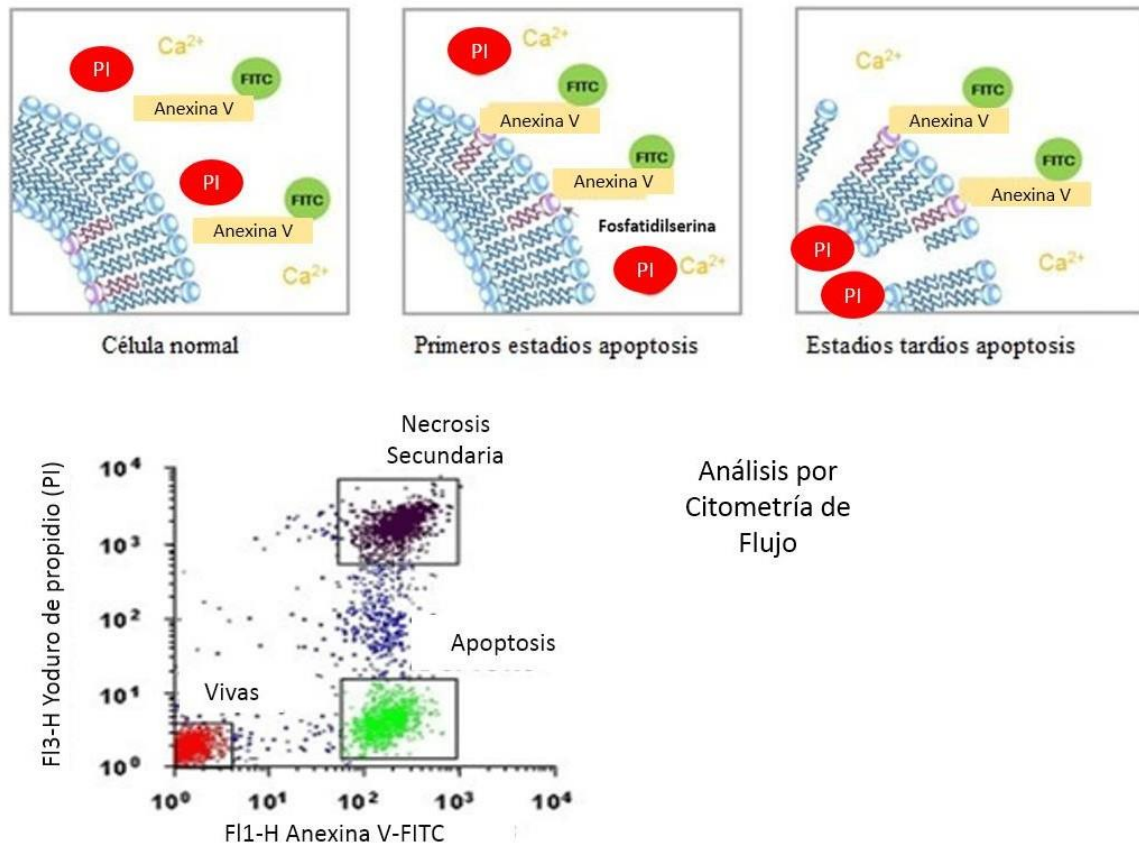 Ca²⁺
PI
FITC
Anexina V
PI
FITC
Anexina V
Ca²⁺
Célula normal
PI
Ca²⁺
FITC
Anexina V
FITC
Anexina V
Fosfatidilserina
PI
Ca²⁺
Primeros estadios apoptosis
Ca²⁺
FITC
Anexina V
FITC
Anexina V
PI
Ca²⁺
PI
Estadios tardíos apoptosis
Necrosis
Secundaria
Análisis por
Citometría de
Flujo
Apoptosis
Vivas
Fl3-H Yoduro de propidio (PI)
10⁴
10³
10²
10¹
10⁰
10⁰ 10¹ 10² 10³ 10⁴
Fl1-H Anexina V-FITC